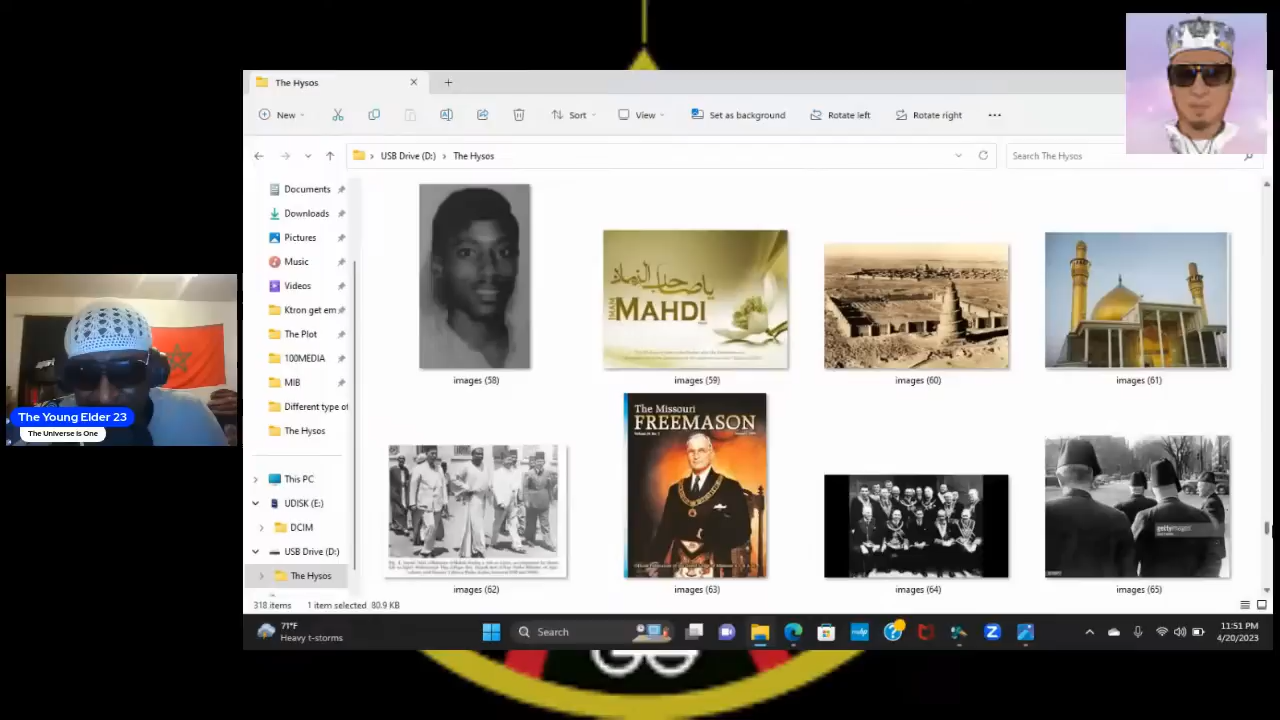 The Hysos
New
Sort
View
Set as background
Rotate left
Rotate right
USB Drive (D:)
The Hysos
Search The Hysos
Documents
Downloads
Pictures
Music
Videos
Ktron get em
The Plot
100MEDIA
MIB
Different type of
The Hysos
This PC
UDISK (E:)
DCIM
USB Drive (D:)
The Hysos
IMAM
MAHDI
images (58)
images (59)
images (60)
images (61)
The Missouri
FREEMASON
gettyimages
images (62)
images (63)
images (64)
images (65)
318 items
1 item selected 80.9 KB
The Young Elder 23
The Universe is One
71°F
Heavy t-storms
Search
11:51 PM
4/20/2023